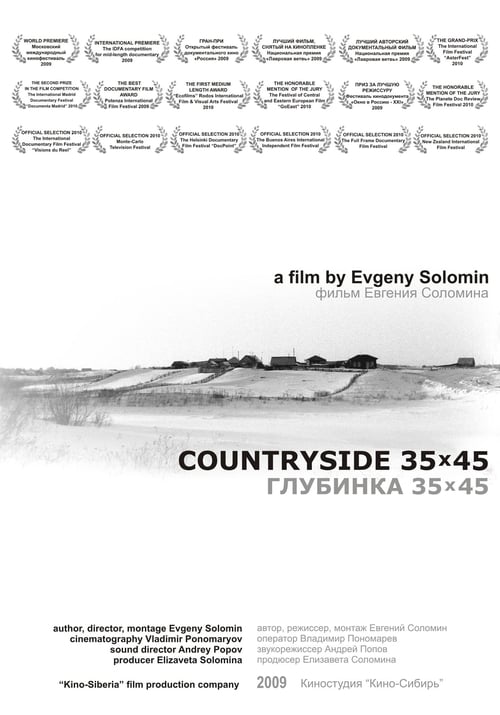 WORLD PREMIERE
Московский
международный
кинофестиваль
2009
INTERNATIONAL PREMIERE
The IDFA competition
for mid-length documentary
2009
ГРАН-ПРИ
Открытый фестиваль
документального кино
«Россия» 2009
ЛУЧШИЙ ФИЛЬМ,
СНЯТЫЙ НА КИНОПЛЕНКЕ
Национальная премия
«Лавровая ветвь» 2009
ЛУЧШИЙ АВТОРСКИЙ
ДОКУМЕНТАЛЬНЫЙ ФИЛЬМ
Национальная премия
«Лавровая ветвь» 2009
THE GRAND-PRIX
The International
Film Festival
"AsterFest"
2010
THE SECOND PRIZE
IN THE FILM COMPETITION
The International Madrid
Documentary Festival
"Documenta Madrid" 2010
THE BEST
DOCUMENTARY FILM
AWARD
Potenza International
Film Festival 2009
THE FIRST MEDIUM
LENGTH AWARD
"Ecofilms" Rodos International
Film & Visual Arts Festival
2010
THE HONORABLE
MENTION OF THE JURY
The Festival of Central
and Eastern European Film
"GoEast" 2010
ПРИЗ ЗА ЛУЧШУЮ
РЕЖИССУРУ
Фестиваль кино
«Окно в Россию - XXI»
2009
THE HONORABLE
MENTION OF THE JURY
The Planete Doc Review
Film Festival 2010
OFFICIAL SELECTION 2010
International Documentary
Film Festival
"Visions du Reel"
OFFICIAL SELECTION 2010
Monte-Carlo
Television Festival
OFFICIAL SELECTION 2010
The Helsinki Documentary
Film Festival "DocPoint"
OFFICIAL SELECTION 2010
The Buenos Aires International
Independent Film Festival
OFFICIAL SELECTION 2010
The Full Frame Documentary
Film Festival
OFFICIAL SELECTION 2010
New Zealand International
Film Festival
a film by Evgeny Solomin
фильм Евгения Соломина
COUNTRYSIDE 35x45
ГЛУБИНКА 35x45
author, director, montage Evgeny Solomin
автор, режиссер, монтаж Евгений Соломин
cinematography Vladimir Ponomaryov
оператор Владимир Пономарев
sound director Andrey Popov
звукорежиссер Андрей Попов
producer Elizaveta Solomina
продюсер Елизавета Соломина
"Kino-Siberia" film production company
2009 Киностудия "Кино-Сибирь"